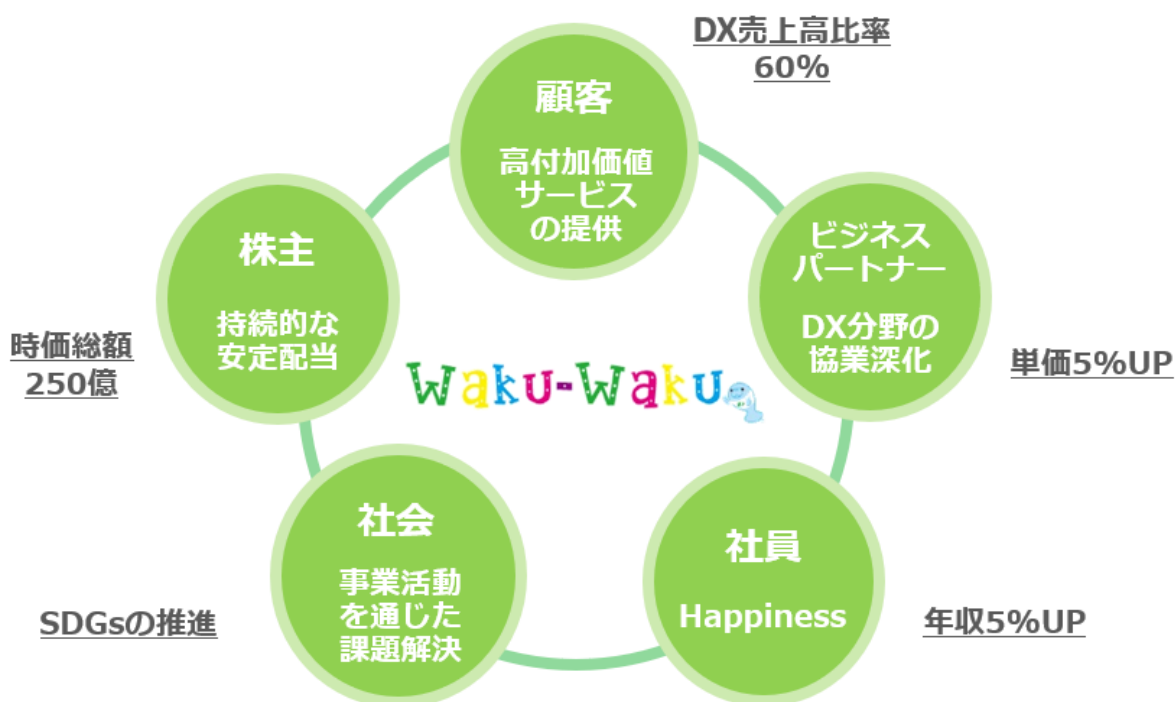 DX売上高比率
60%
顧客
高付加価値
サービス
の提供
ビジネス
パートナー
DX分野の
協業深化
単価5%UP
社員
Happiness
年収5%UP
社会
事業活動
を通じた
課題解決
SDGsの推進
株主
持続的な
安定配当
時価総額
250億
Waku-Waku